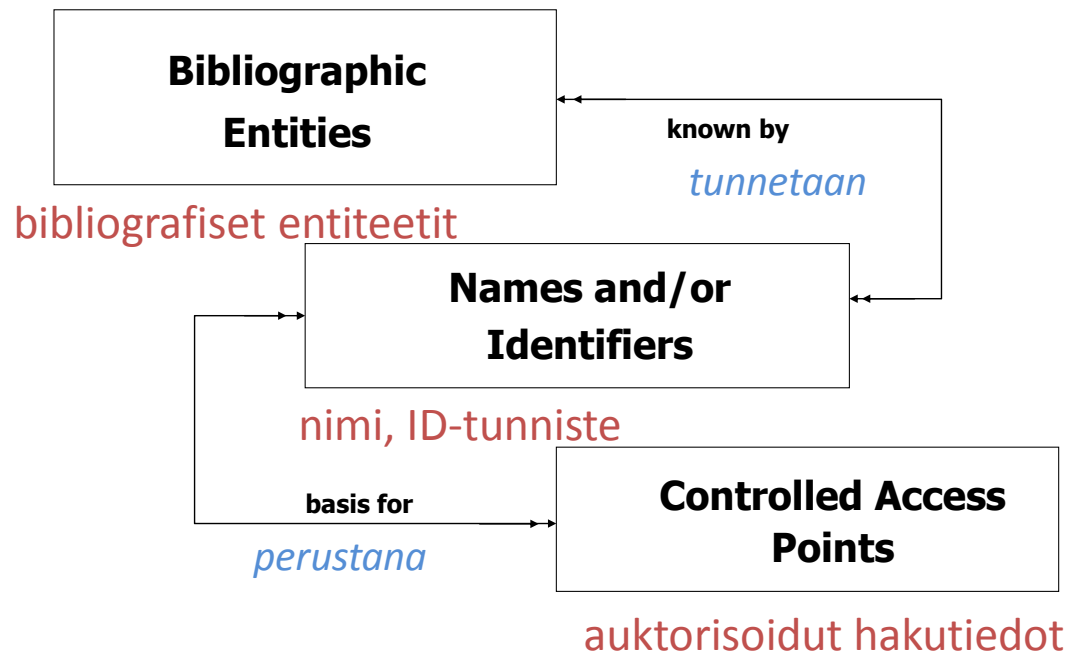 Bibliographic
Entities
known by
tunnetaan
bibliografiset entiteetit
Names and/or
Identifiers
nimi, ID-tunniste
basis for
perustana
Controlled Access
Points
auktorisoidut hakutiedot